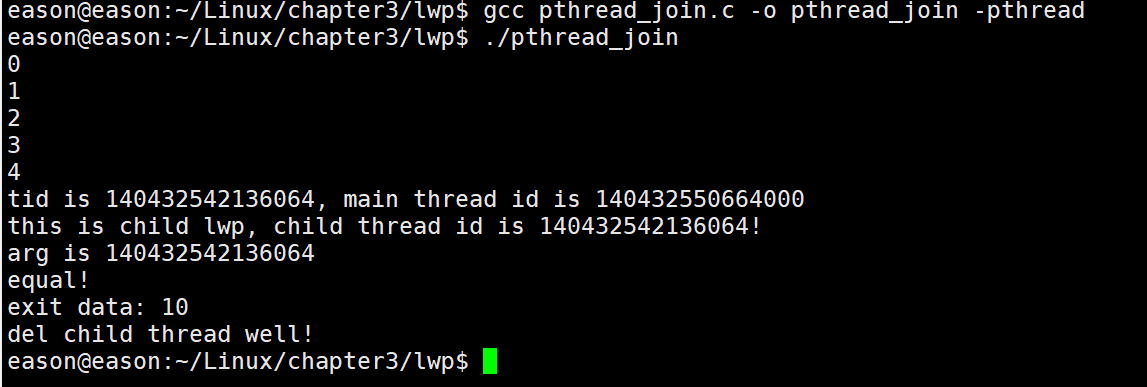 eason@eason:~/Linux/chapter3/lwp$ gcc pthread_join.c -o pthread_join -pthread
eason@eason:~/Linux/chapter3/lwp$ ./pthread_join
0
1
2
3
4
tid is 140432542136064, main thread id is 140432550664000
this is child lwp, child thread id is 140432542136064!
arg is 140432542136064
equal!
exit data: 10
del child thread well!
eason@eason:~/Linux/chapter3/lwp$